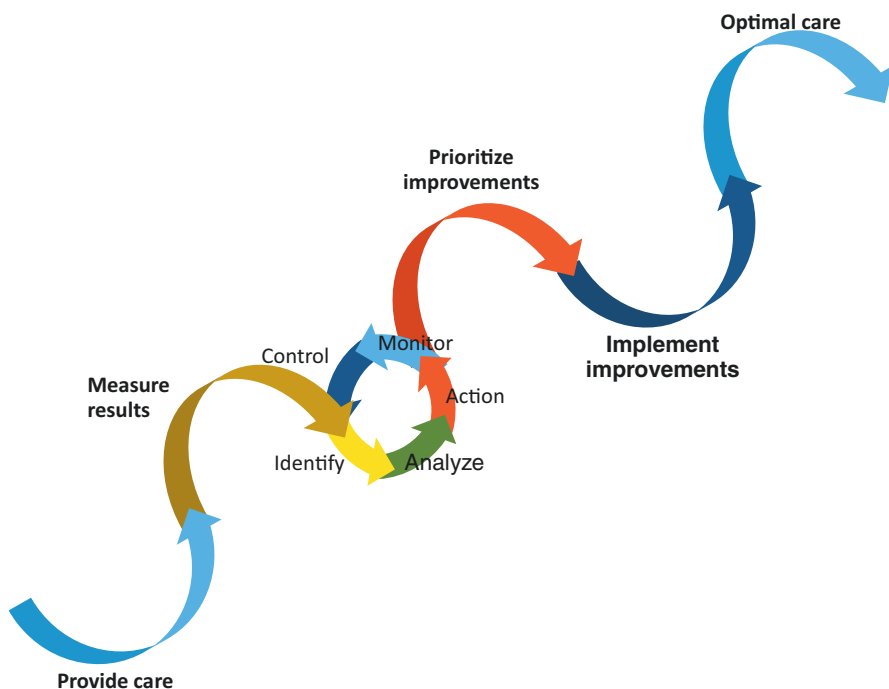 Optimal care
Prioritize
improvements
Control
Monitor
Implement
improvements
Measure
results
Action
Identify
Analyze
Provide care